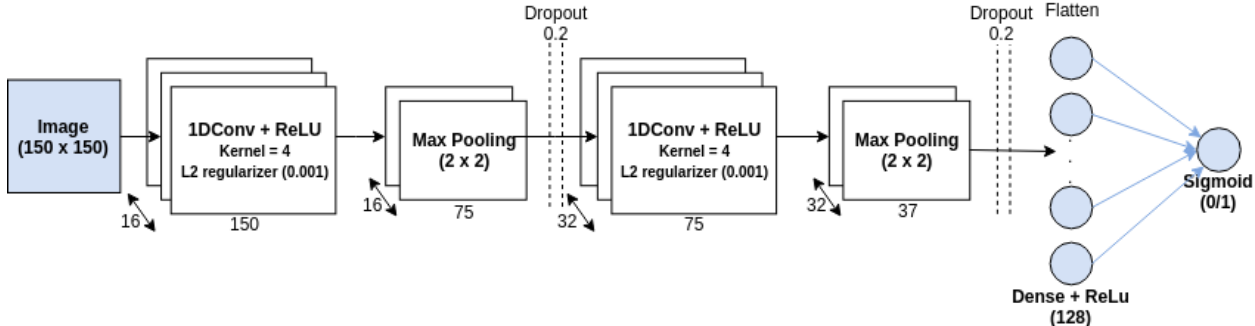 Dropout
0.2
Dropout
0.2
Flatten
Image
(150 x 150)
1DConv + ReLU
Kernel = 4
L2 regularizer (0.001)
Max Pooling
(2 x 2)
1DConv + ReLU
Kernel = 4
L2 regularizer (0.001)
Max Pooling
(2 x 2)
Sigmoid
(0/1)
16
150
16
75
32
75
32
37
Dense + ReLu
(128)